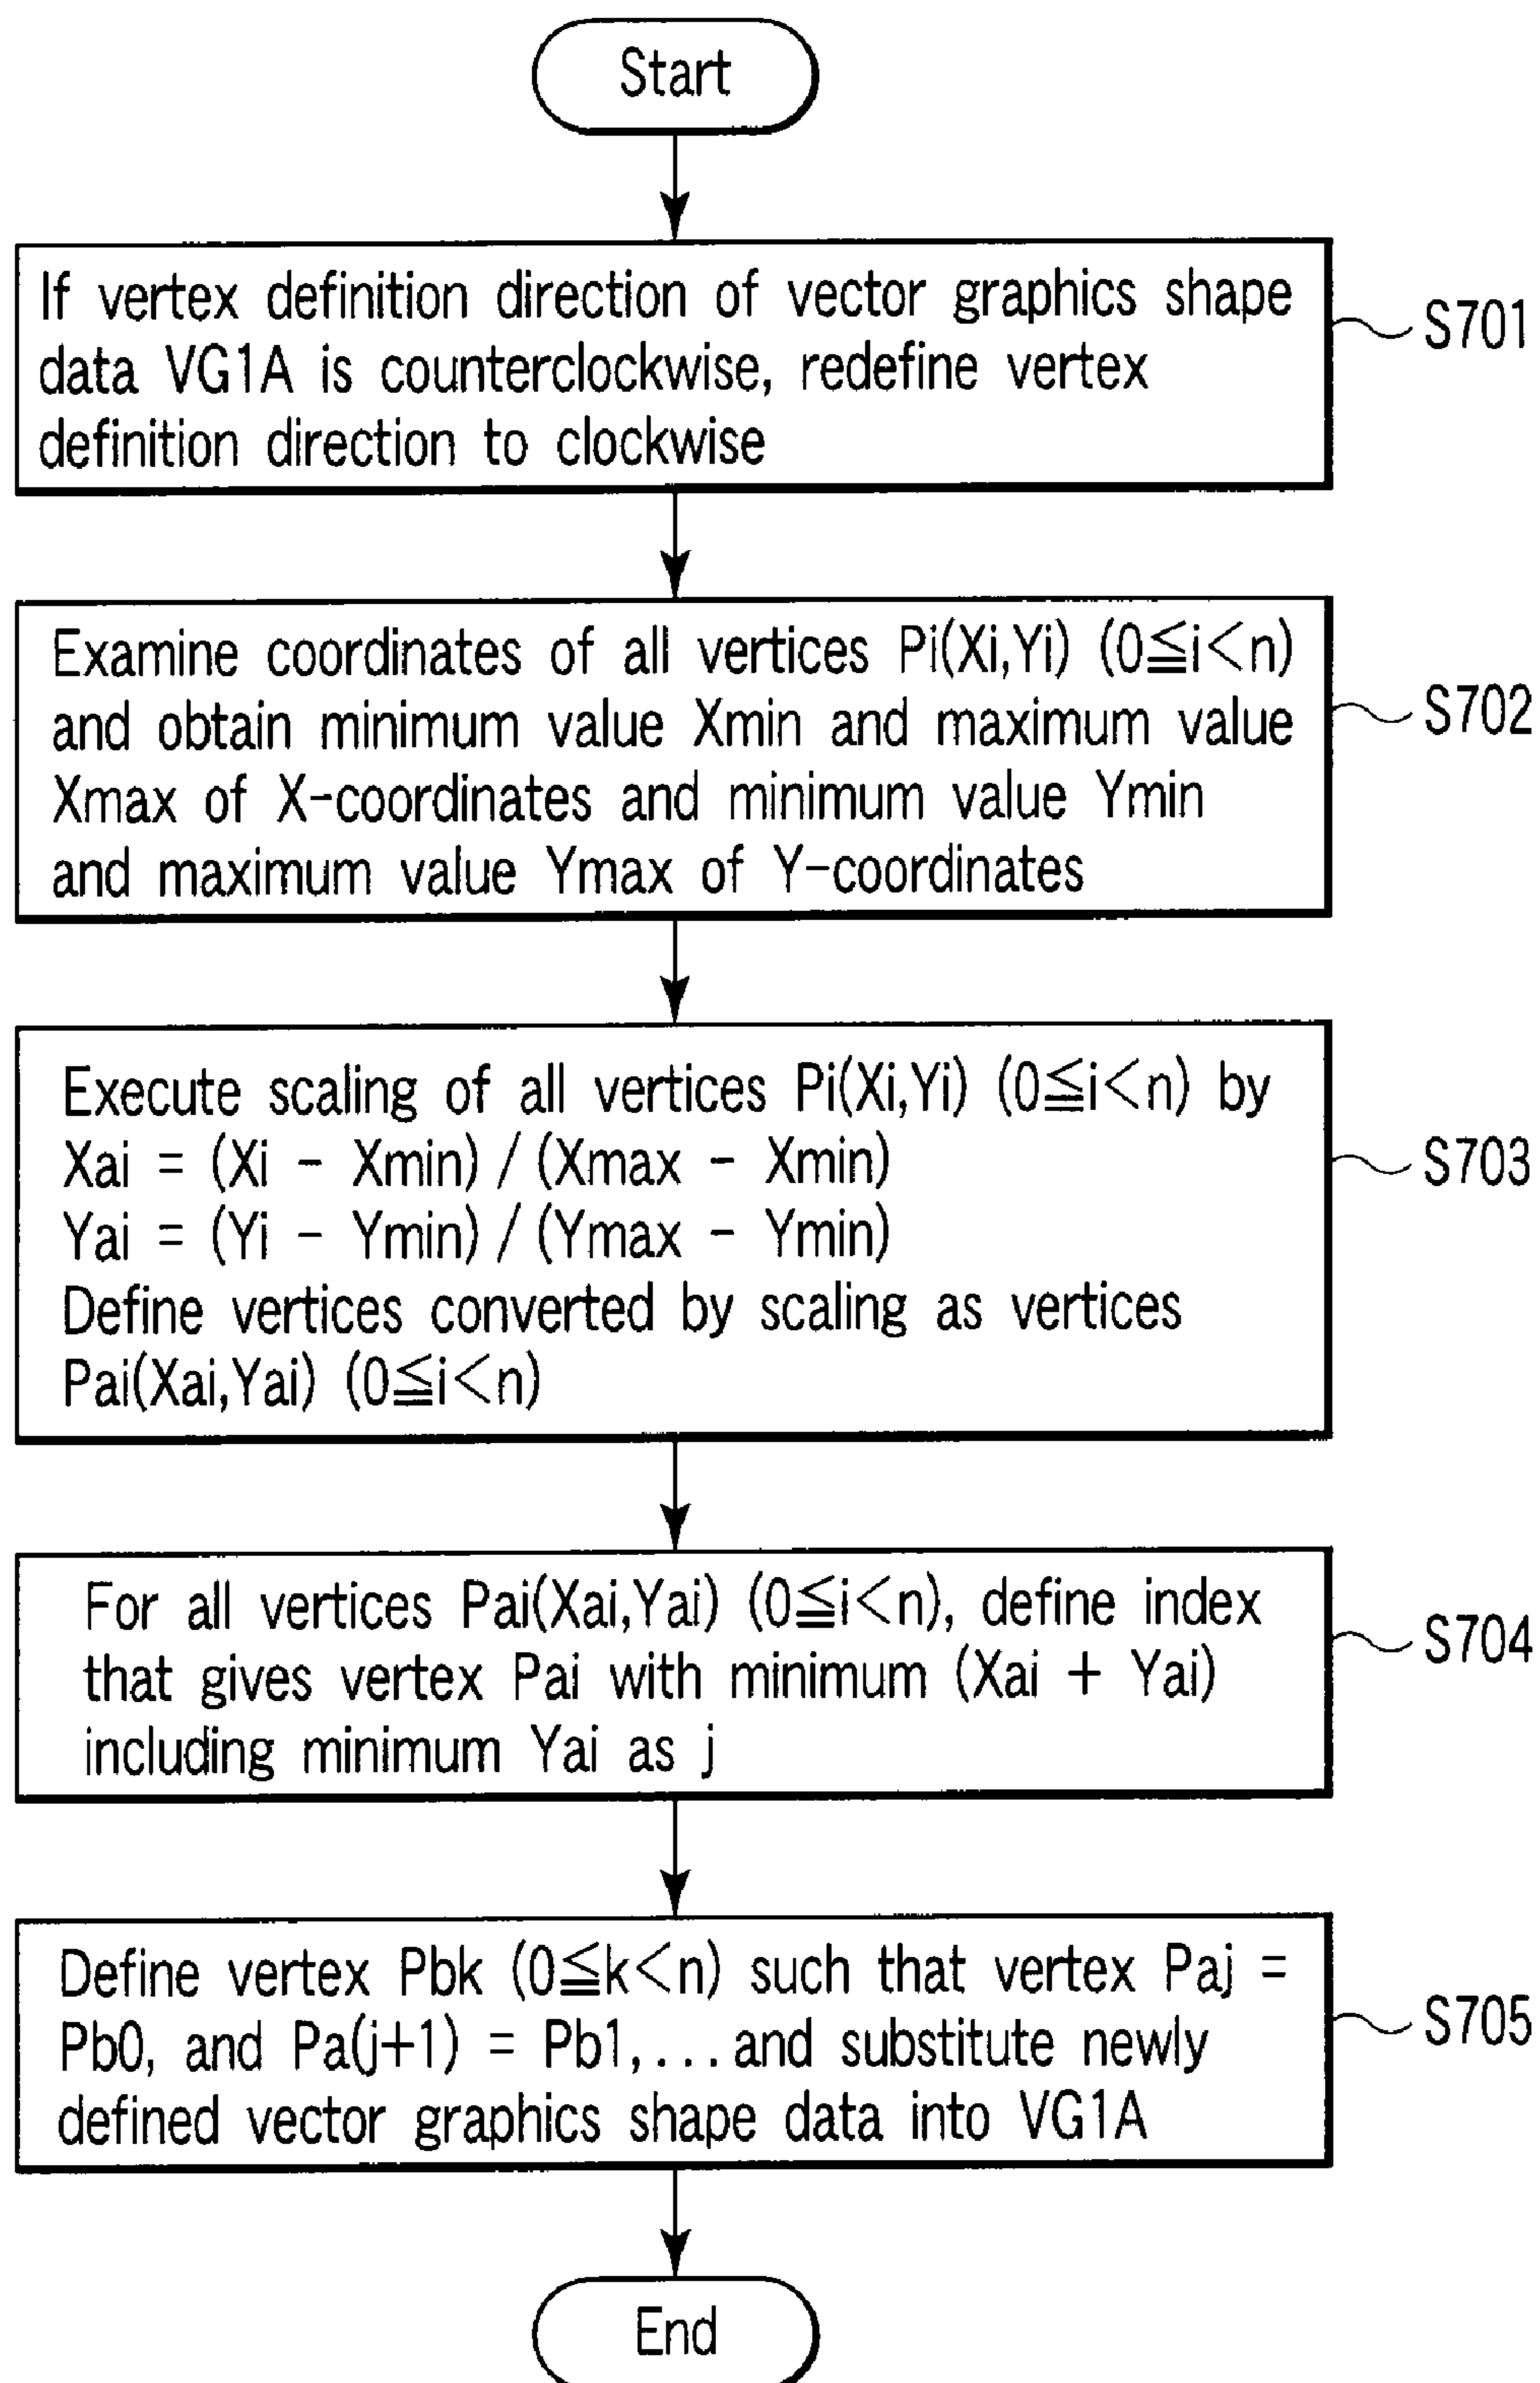 Start
If vertex definition direction of vector graphics shape
data VG1A is counterclockwise, redefine vertex
definition direction to clockwise
S701
Examine coordinates of all vertices Pi(Xi,Yi) (0≦i<n)
and obtain minimum value Xmin and maximum value
Xmax of X-coordinates and minimum value Ymin
and maximum value Ymax of Y-coordinates
S702
Execute scaling of all vertices Pi(Xi,Yi) (0≦i<n) by
Xai = (Xi - Xmin) / (Xmax - Xmin)
Yai = (Yi - Ymin) / (Ymax - Ymin)
Define vertices converted by scaling as vertices
Pai(Xai,Yai) (0≦i<n)
S703
For all vertices Pai(Xai,Yai) (0≦i<n), define index
that gives vertex Pai with minimum (Xai + Yai)
including minimum Yai as j
S704
Define vertex Pbk (0≦k<n) such that vertex Paj =
Pb0, and Pa(j+1) = Pb1,...and substitute newly
defined vector graphics shape data into VG1A
S705
End